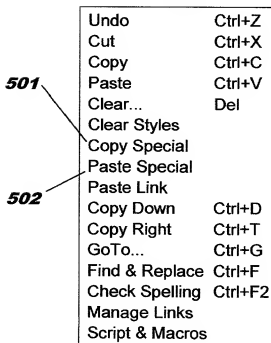 Undo Ctrl+Z
Cut Ctrl+X
Copy Ctrl+C
Paste Ctrl+V
501
Clear... Del
Clear Styles
Copy Special
Paste Special
502
Paste Link
Copy Down Ctrl+D
Copy Right Ctrl+T
GoTo... Ctrl+G
Find & Replace Ctrl+F
Check Spelling Ctrl+F2
Manage Links
Script & Macros